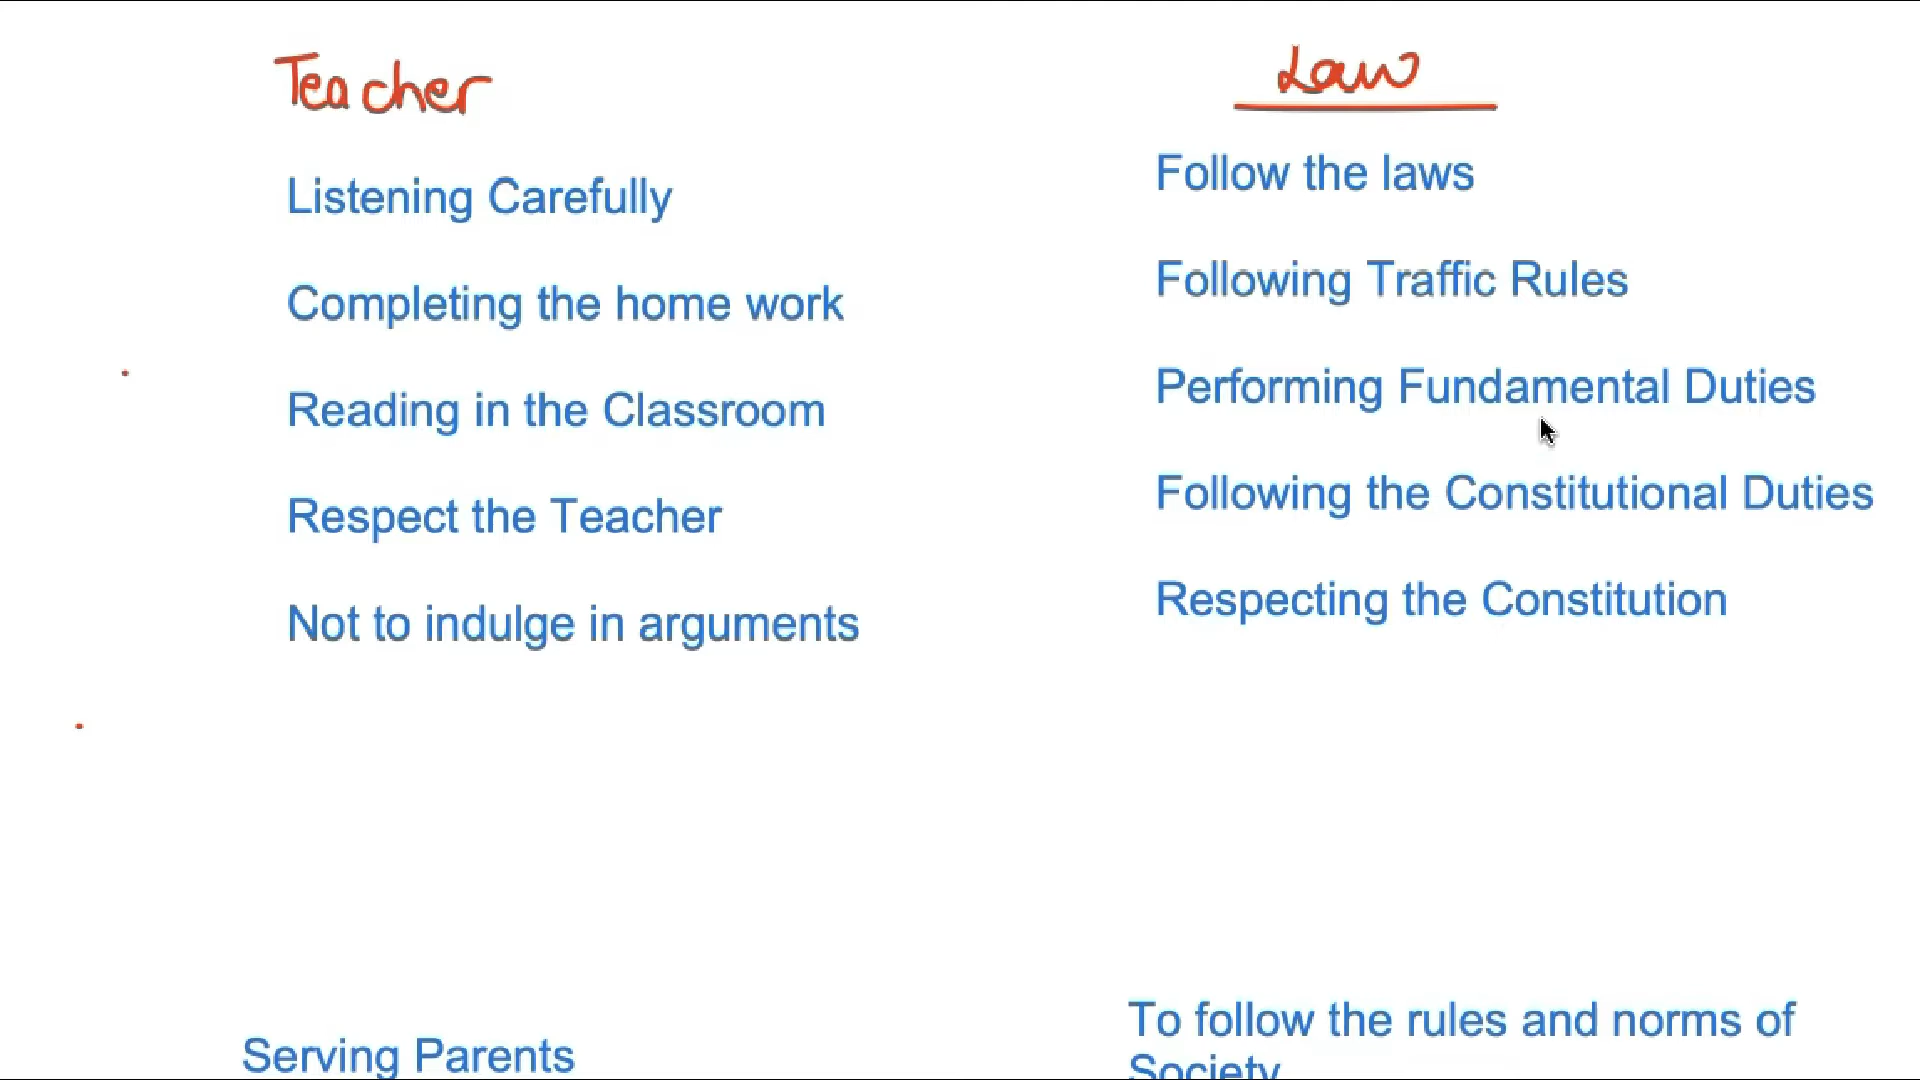 Teacher
Listening Carefully
Completing the home work
Reading in the Classroom
Respect the Teacher
Not to indulge in arguments
Serving Parents
Law
Follow the laws
Following Traffic Rules
Performing Fundamental Duties
Following the Constitutional Duties
Respecting the Constitution
To follow the rules and norms of
Society